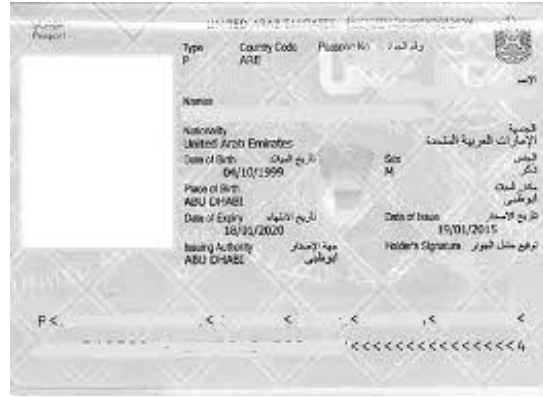 Passport
UNITED ARAB EMIRATES
Type Country Code Passport No رقم الجواز
P ARE
الاسم
Names
Nationality الجنسية
United Arab Emirates الإمارات العربية المتحدة
Date of Birth تاريخ الميلاد Sex الجنس
04/10/1999 M ذكر
Place of Birth مكان الميلاد
ABU DHABI أبوظبي
Date of Expiry تاريخ الانتهاء Date of Issue تاريخ الاصدار
18/01/2020 19/01/2015
Issuing Authority جهة الإصدار Holder's Signature توقيع حامل الجواز
ABU DHABI أبوظبي
P< < < < < <
<<<<<<<<<<<<<<<4